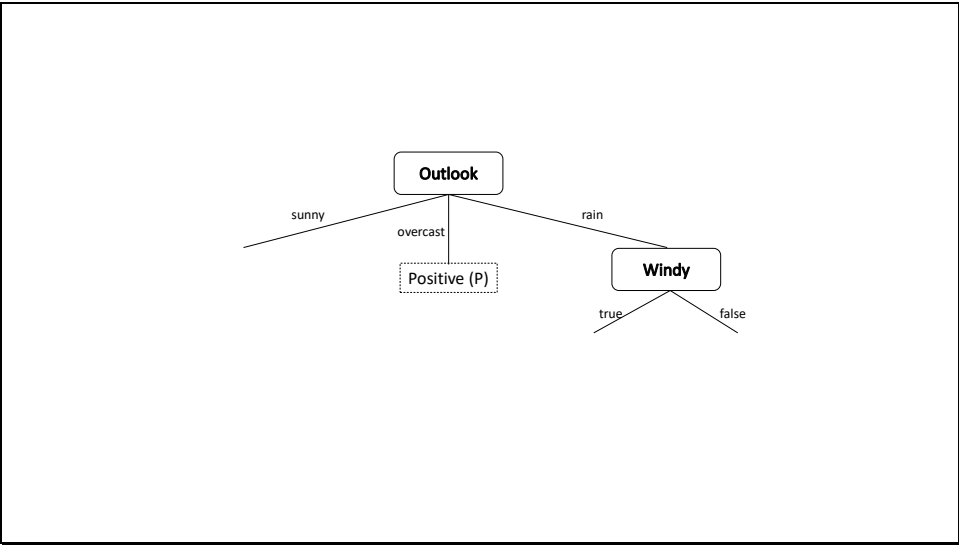 Outlook
sunny
overcast
rain
Positive (P)
Windy
true
false